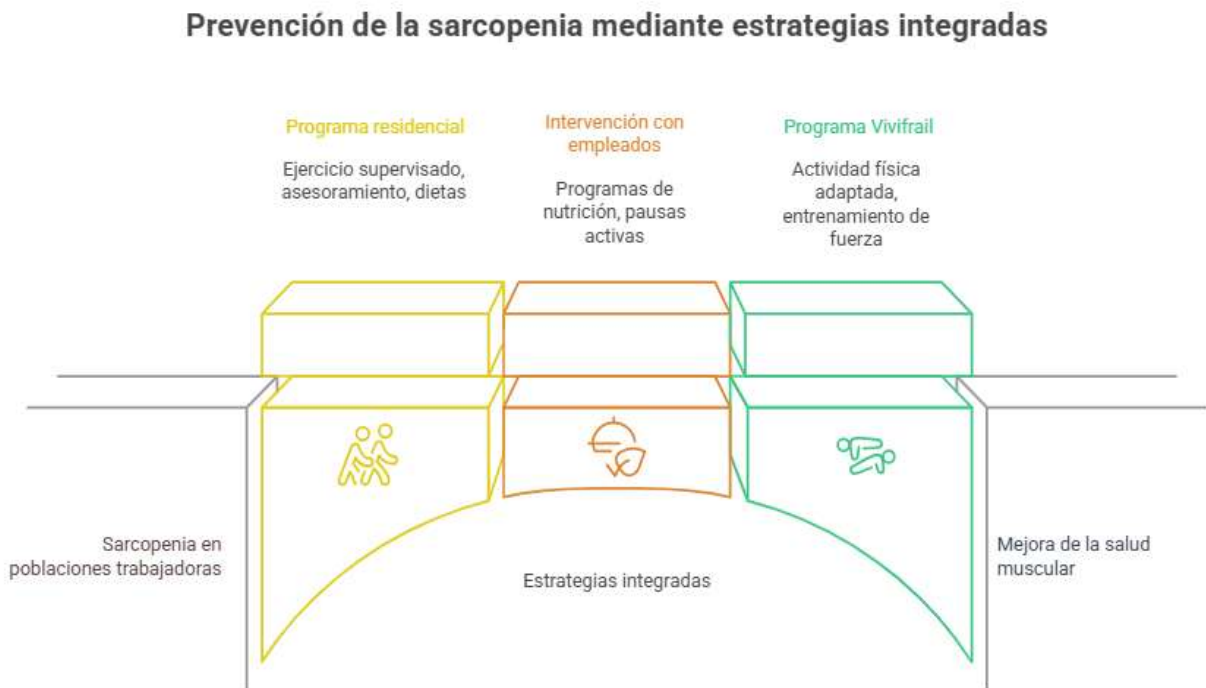 Prevención de la sarcopenia mediante estrategias integradas
Programa residencial
Ejercicio supervisado,
asesoramiento, dietas
Intervención con
empleados
Programas de
nutrición, pausas
activas
Programa Vivifrail
Actividad física
adaptada,
entrenamiento de
fuerza
Sarcopenia en
poblaciones trabajadoras
Estrategias integradas
Mejora de la salud
muscular